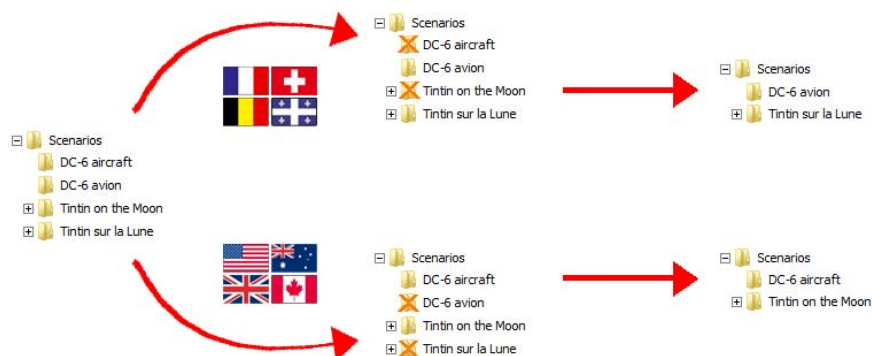 Scenarios
DC-6 aircraft
DC-6 avion
Tintin on the Moon
Tintin sur la Lune
Scenarios
DC-6 aircraft
DC-6 avion
Tintin on the Moon
Tintin sur la Lune
Scenarios
DC-6 avion
Tintin sur la Lune
Scenarios
DC-6 aircraft
DC-6 avion
Tintin on the Moon
Tintin sur la Lune
Scenarios
DC-6 aircraft
Tintin on the Moon